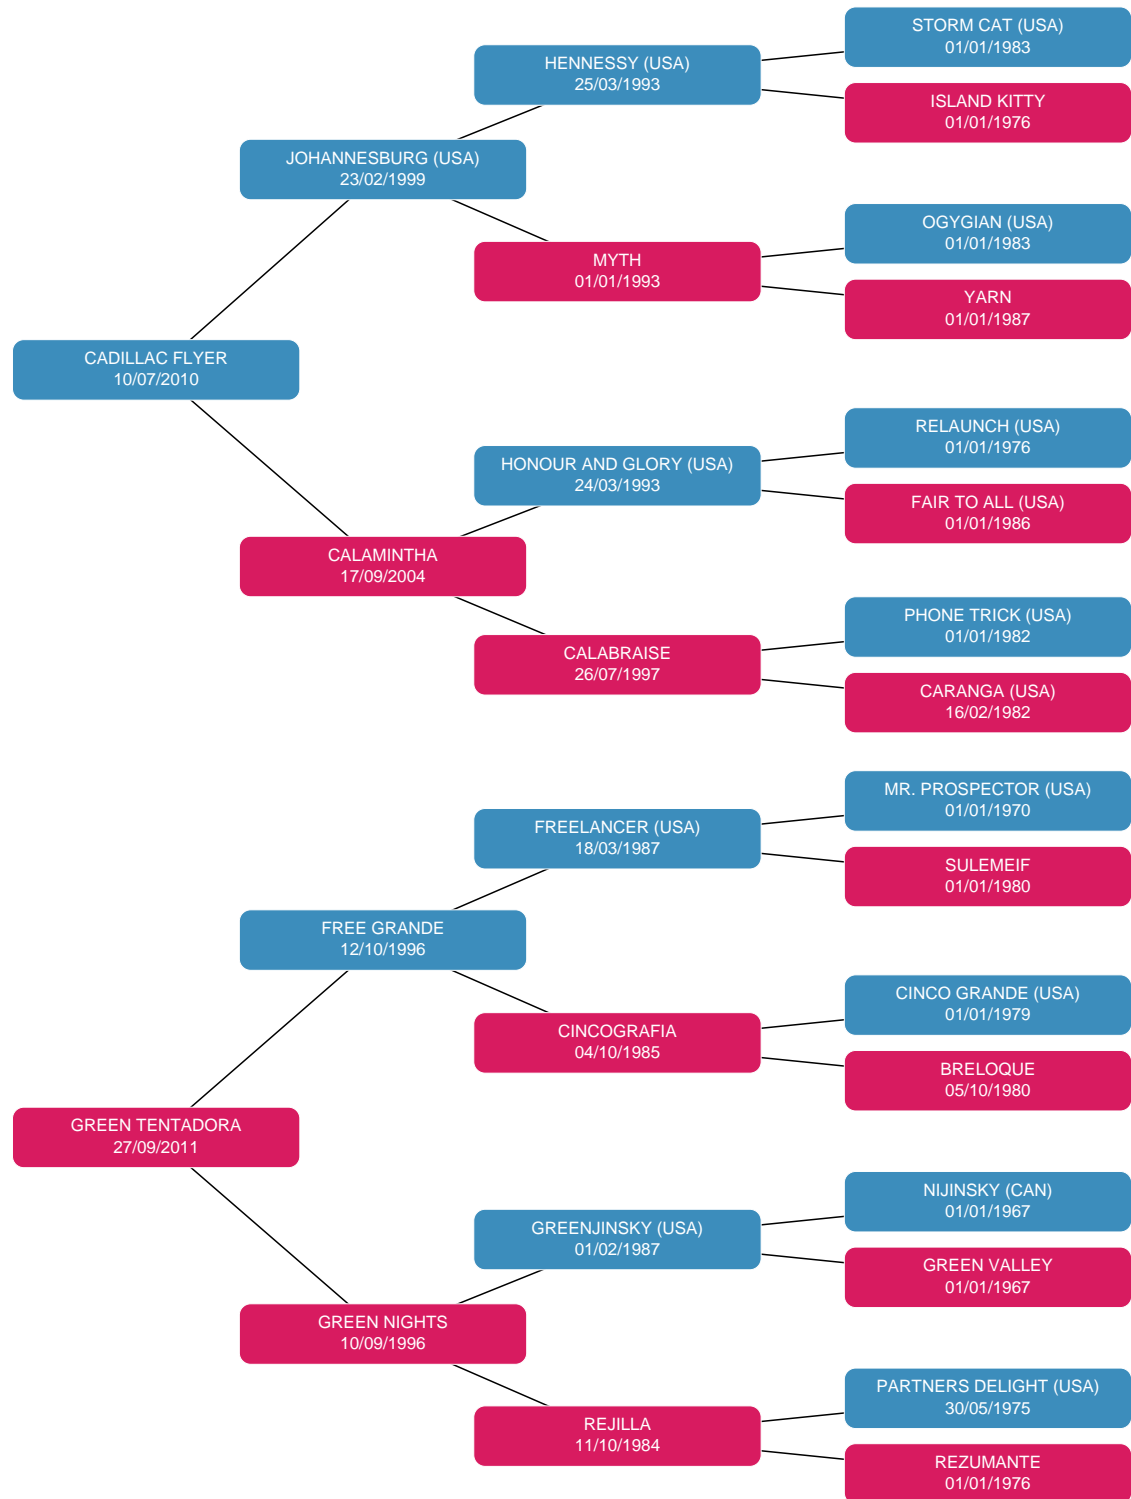 STORM CAT (USA)
01/01/1983
HENNESSY (USA)
25/03/1993
ISLAND KITTY
01/01/1976
JOHANNESBURG (USA)
23/02/1999
OGYGIAN (USA)
01/01/1983
MYTH
01/01/1993
YARN
01/01/1987
CADILLAC FLYER
10/07/2010
RELAUNCH (USA)
01/01/1976
HONOUR AND GLORY (USA)
24/03/1993
FAIR TO ALL (USA)
01/01/1986
CALAMINTHA
17/09/2004
PHONE TRICK (USA)
01/01/1982
CALABRAISE
26/07/1997
CARANGA (USA)
16/02/1982
MR. PROSPECTOR (USA)
01/01/1970
FREELANCER (USA)
18/03/1987
SULEMEIF
01/01/1980
FREE GRANDE
12/10/1996
CINCO GRANDE (USA)
01/01/1979
CINCOGRAFIA
04/10/1985
BRELOQUE
05/10/1980
GREEN TENTADORA
27/09/2011
NIJINSKY (CAN)
01/01/1967
GREENJINSKY (USA)
01/02/1987
GREEN VALLEY
01/01/1967
GREEN NIGHTS
10/09/1996
PARTNERS DELIGHT (USA)
30/05/1975
REJILLA
11/10/1984
REZUMANTE
01/01/1976